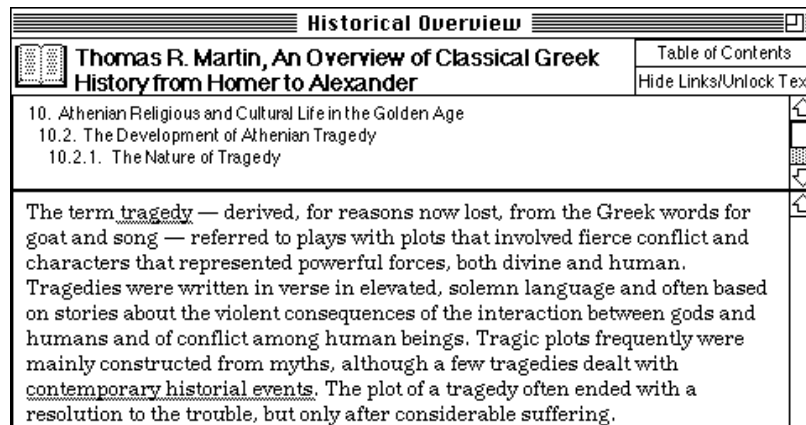 Historical Overview
Thomas R. Martin, An Overview of Classical Greek
History from Homer to Alexander
Table of Contents
Hide Links/Unlock Tex
10. Athenian Religious and Cultural Life in the Golden Age
10.2. The Development of Athenian Tragedy
10.2.1. The Nature of Tragedy
The term tragedy — derived, for reasons now lost, from the Greek words for
goat and song — referred to plays with plots that involved fierce conflict and
characters that represented powerful forces, both divine and human.
Tragedies were written in verse in elevated, solemn language and often based
on stories about the violent consequences of the interaction between gods and
humans and of conflict among human beings. Tragic plots frequently were
mainly constructed from myths, although a few tragedies dealt with
contemporary historial events. The plot of a tragedy often ended with a
resolution to the trouble, but only after considerable suffering.